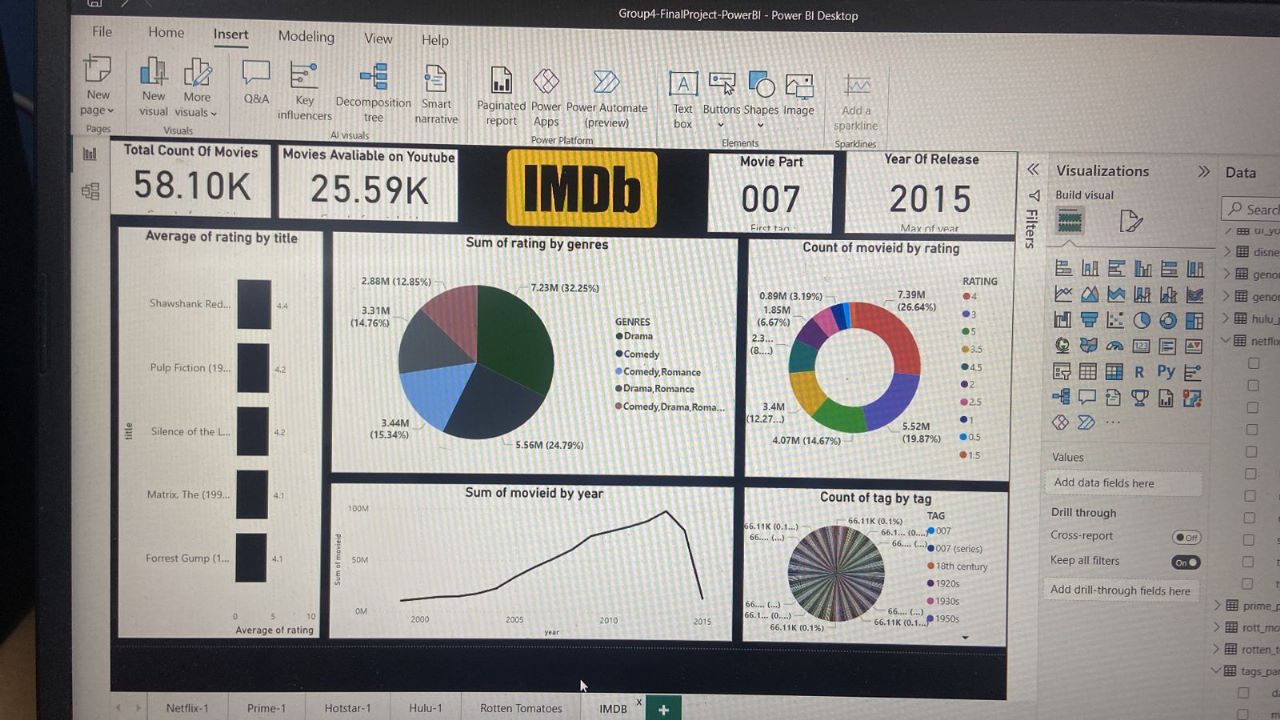 Group4-FinalProject-PowerBI - Power BI Desktop
File Home Insert Modeling View Help
New page
New visual
More visuals
Q&A
Key influencers
Decomposition tree
Smart narrative
Paginated report
Power Apps
Power Automate (preview)
Text box
Buttons
Shapes
Image
Add a sparkline
Pages
Visuals
AI visuals
Power Platform
Elements
Sparklines
Total Count Of Movies
58.10K
Movies Avaliable on Youtube
25.59K
IMDb
Movie Part
007
First tag
Year Of Release
2015
Max of year
Average of rating by title
Shawshank Red... 4.4
Pulp Fiction (19... 4.2
Silence of the L... 4.2
Matrix, The (199... 4.1
Forrest Gump (1... 4.1
title
0 5 10
Average of rating
Sum of rating by genres
2.88M (12.85%)
7.23M (32.25%)
3.31M
(14.76%)
3.44M
(15.34%)
5.56M (24.79%)
GENRES
Drama
Comedy
Comedy,Romance
Drama,Romance
Comedy,Drama,Roma...
Count of movieid by rating
0.89M (3.19%)
7.39M
(26.64%)
1.85M
(6.67%)
2.3...
(8....)
3.4M
(12.27...)
4.07M (14.67%)
5.52M
(19.87%)
RATING
4
3
5
3.5
4.5
2
2.5
1
0.5
1.5
Sum of movieid by year
100M
50M
0M
Sum of movieid
2000 2005 2010 2015
year
Count of tag by tag
66.11K (0.1...)
66.11K (0.1%)
66.... (...)
66.1... (0....)
66.... (...)
66.... (...)
66.1... (0....)
66.11K (0.1%)
66.... (...)
66.11K (0.1...)
TAG
007
007 (series)
18th century
1920s
1930s
1950s
Filters
Visualizations
Build visual
123
R
Py
Values
Add data fields here
Drill through
Cross-report
Off
Keep all filters
On
Add drill-through fields here
Data
Searc
disne
geno
geno
hulu_
netflix
prime_p
rott_mo
rotten_t
tags_pa
Netflix-1 Prime-1 Hotstar-1 Hulu-1 Rotten Tomatoes IMDB x +